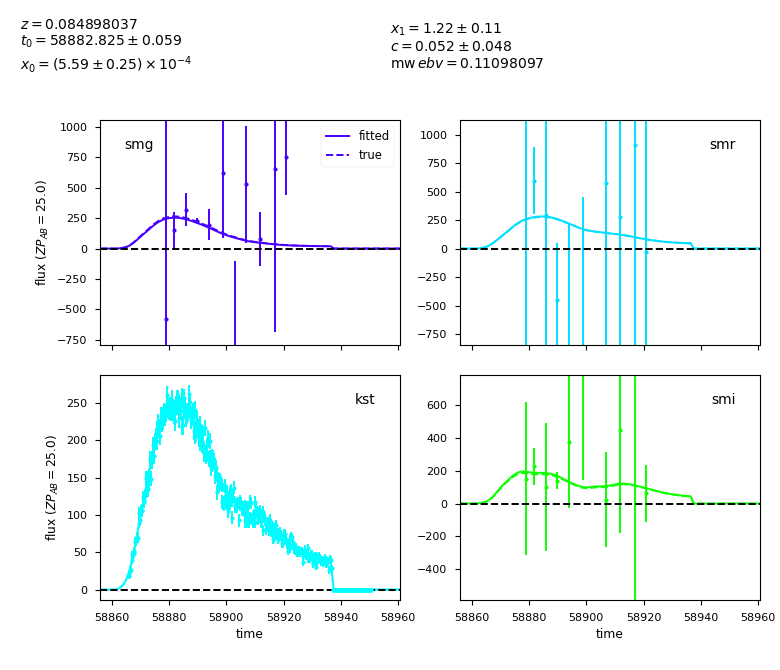 z = 0.084898037
t0 = 58882.825 ± 0.059
x0 = (5.59 ± 0.25) × 10^−4
x1 = 1.22 ± 0.11
c = 0.052 ± 0.048
mw ebv = 0.11098097
smg
fitted
true
flux (ZP_AB = 25.0)
1000
750
500
250
0
−250
−500
−750
smr
1000
750
500
250
0
−250
−500
−750
kst
flux (ZP_AB = 25.0)
250
200
150
100
50
0
58860 58880 58900 58920 58940 58960
time
smi
600
400
200
0
−200
−400
58860 58880 58900 58920 58940 58960
time